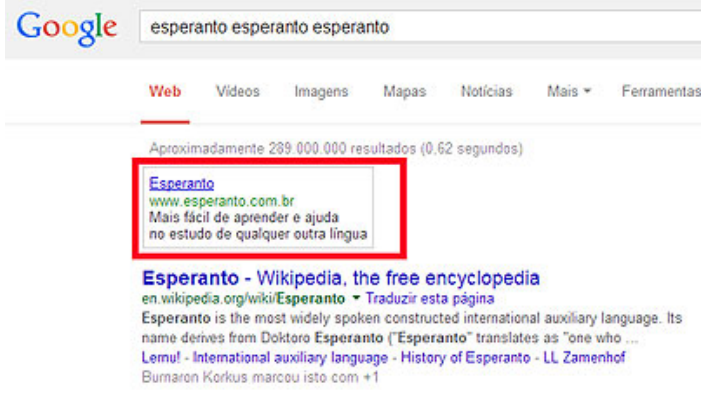 Google esperanto esperanto esperanto
Web Vídeos Imagens Mapas Notícias Mais Ferramentas
Aproximadamente 289.000.000 resultados (0,62 segundos)
Esperanto
www.esperanto.com.br
Mais fácil de aprender e ajuda
no estudo de qualquer outra língua
Esperanto - Wikipedia, the free encyclopedia
en.wikipedia.org/wiki/Esperanto Traduzir esta página
Esperanto is the most widely spoken constructed international auxiliary language. Its
name derives from Doktoro Esperanto ("Esperanto" translates as "one who ...
Lernu! - International auxiliary language - History of Esperanto - LL Zamenhof
Burnaron Korkus marcou isto com +1